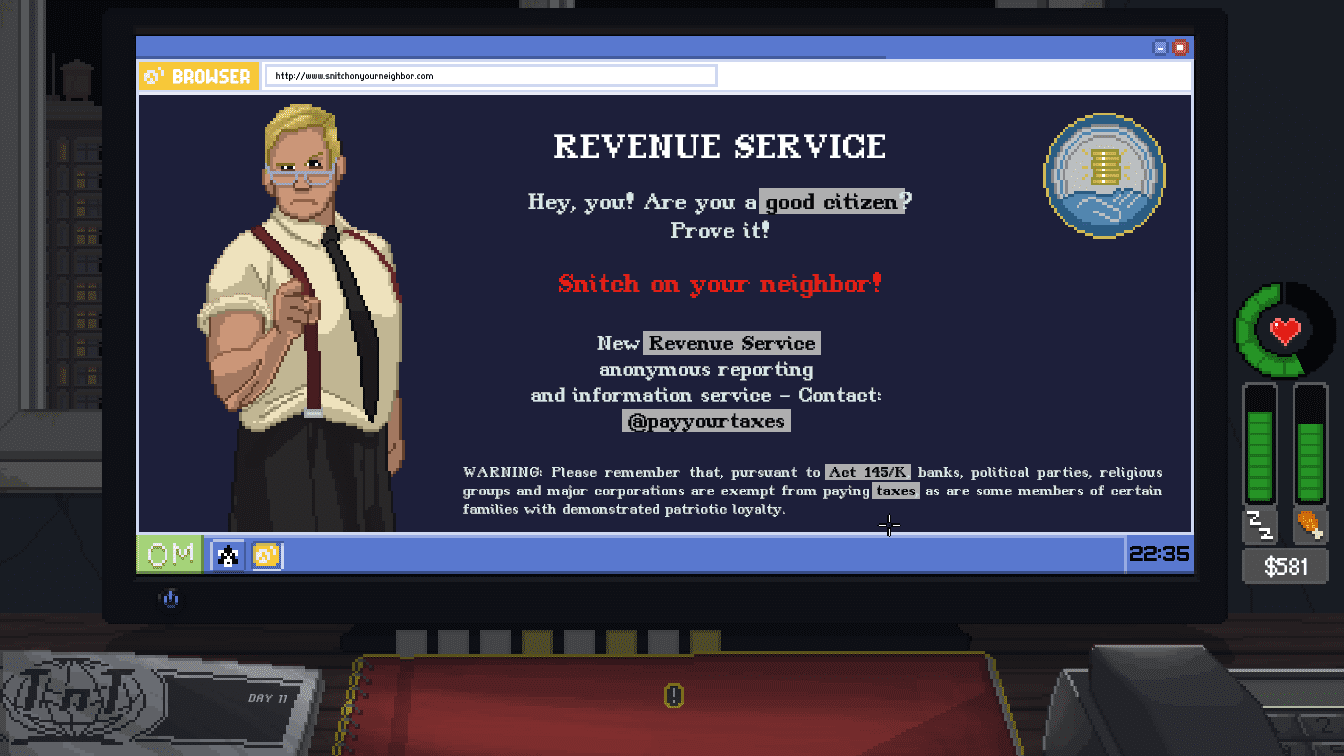 BROWSER
http://www.snitchonyourneighbor.com
REVENUE SERVICE
Hey, you! Are you a good citizen?
Prove it!
Snitch on your neighbor!
New Revenue Service
anonymous reporting
and information service - Contact:
@payyourtaxes
WARNING: Please remember that, pursuant to Act 145/K banks, political parties, religious
groups and major corporations are exempt from paying taxes as are some members of certain
families with demonstrated patriotic loyalty.
OM
22:35
$581
TnT
DAY 11